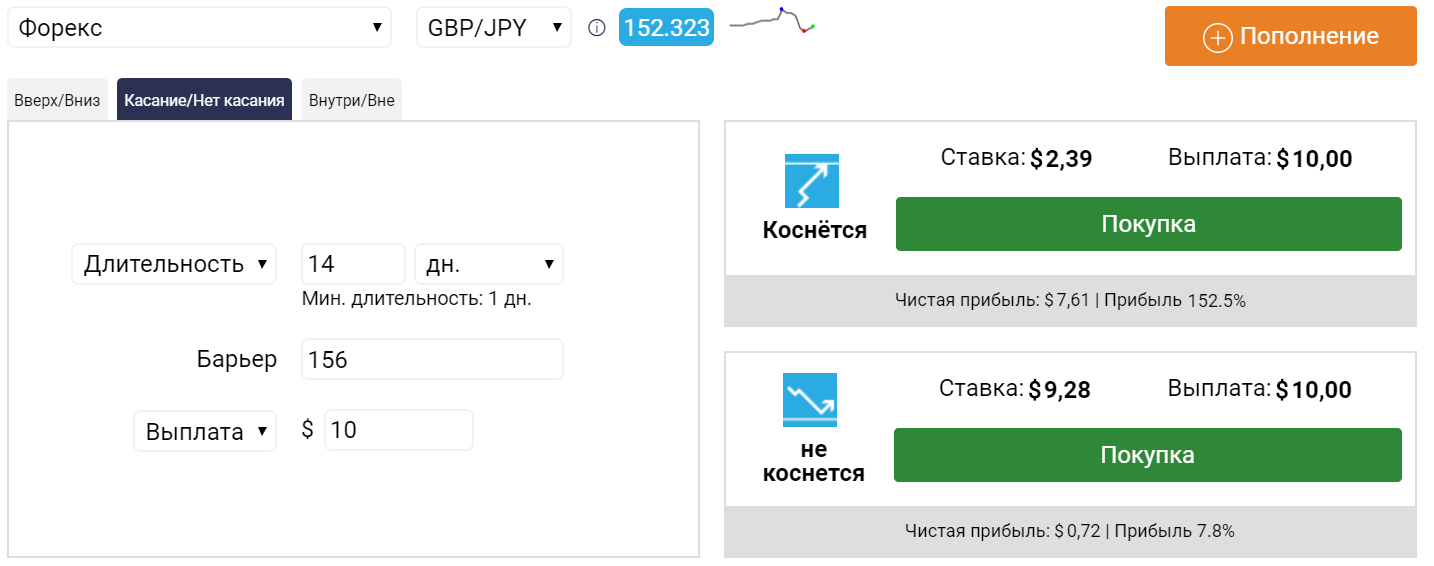 Форекс
GBP/JPY
152.323
Пополнение
Вверх/Вниз
Касание/Нет касания
Внутри/Вне
Длительность
14
дн.
Мин. длительность: 1 дн.
Барьер
156
Выплата
$
10
Ставка: $2,39
Выплата: $10,00
Коснётся
Покупка
Чистая прибыль: $7,61 | Прибыль 152.5%
Ставка: $9,28
Выплата: $10,00
не
коснется
Покупка
Чистая прибыль: $0,72 | Прибыль 7.8%